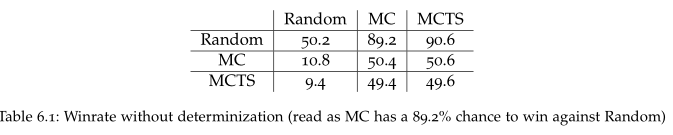 Random MC MCTS
Random 50.2 89.2 90.6
MC 10.8 50.4 50.6
MCTS 9.4 49.4 49.6
Table 6.1: Winrate without determinization (read as MC has a 89.2% chance to win against Random)